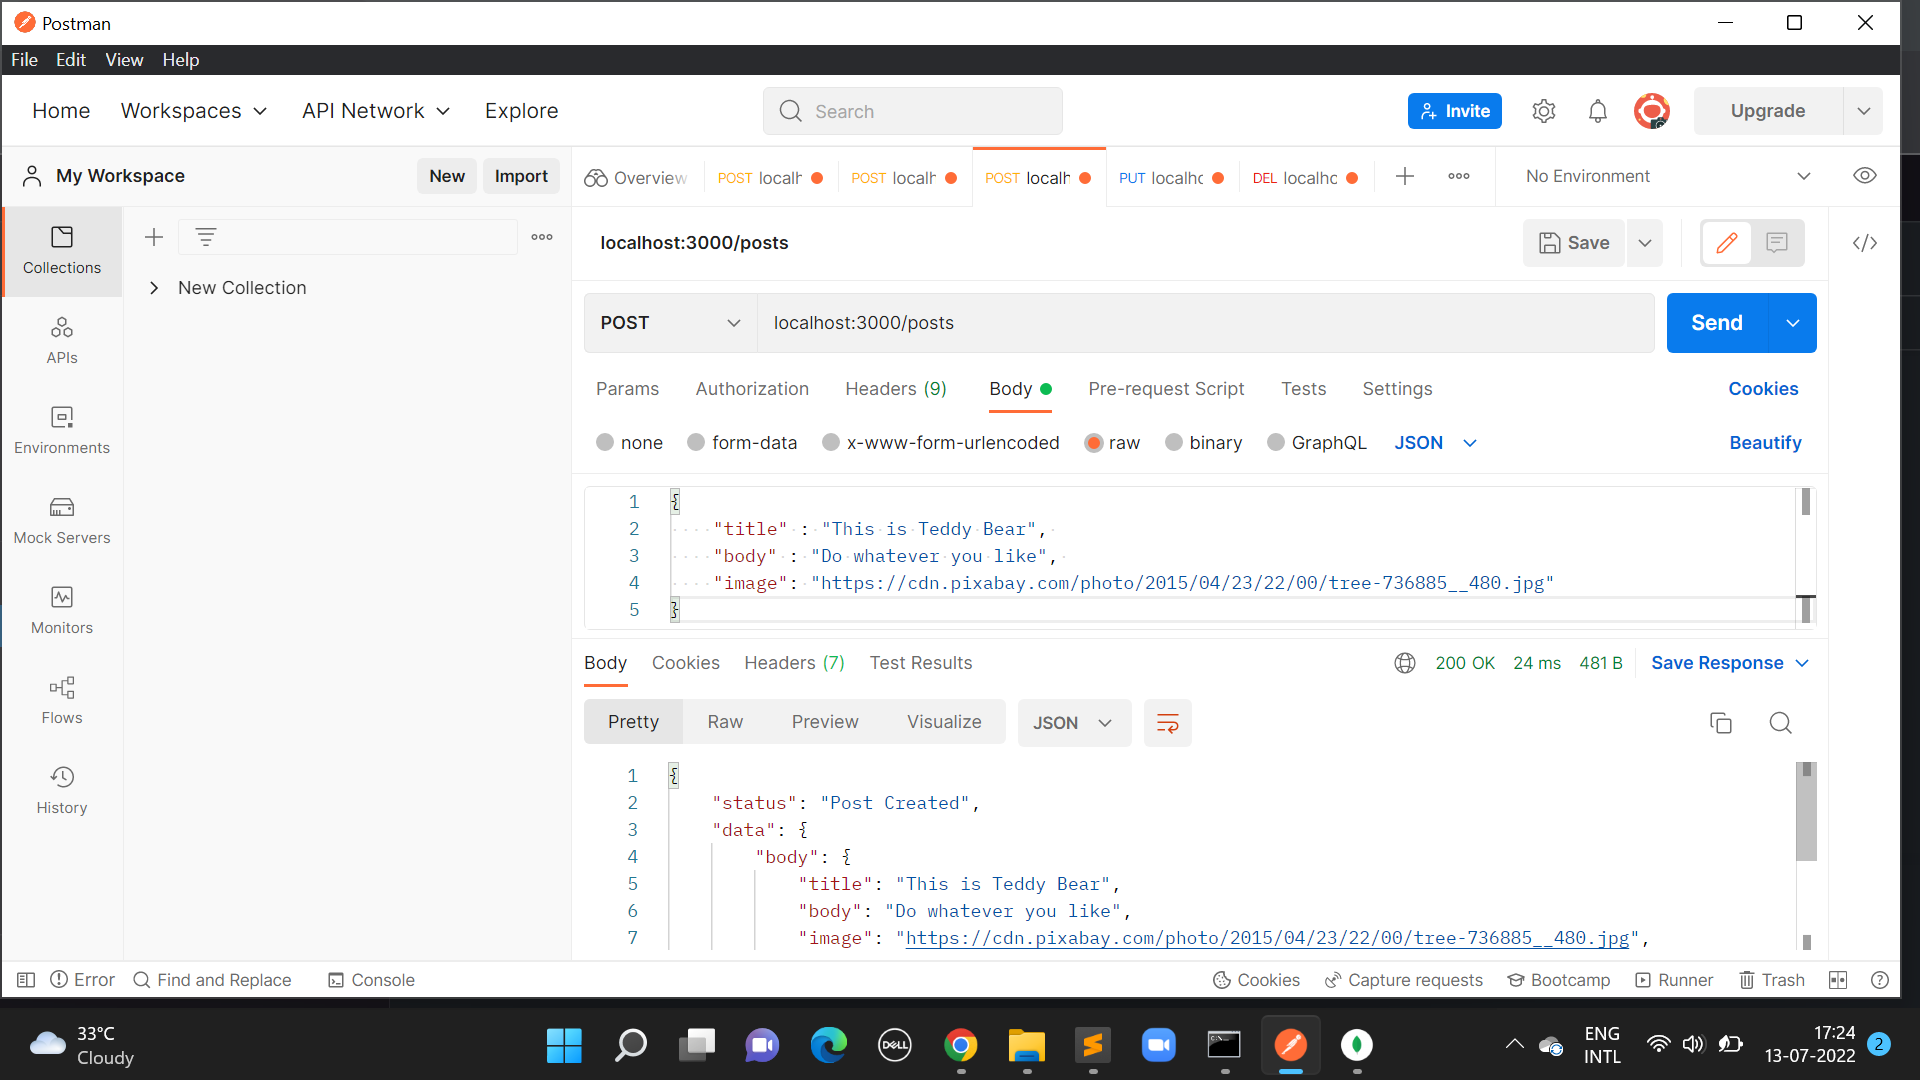 Postman
File Edit View Help
Home Workspaces API Network Explore Search Invite Upgrade
My Workspace New Import Overview POST localh POST localh POST localh PUT localhc DEL localhc No Environment
Collections
New Collection
APIs
Environments
Mock Servers
Monitors
Flows
History
localhost:3000/posts Save
POST localhost:3000/posts Send
Params Authorization Headers (9) Body Pre-request Script Tests Settings Cookies
none form-data x-www-form-urlencoded raw binary GraphQL JSON Beautify
1 {
2 "title" : "This is Teddy Bear",
3 "body" : "Do whatever you like",
4 "image": "https://cdn.pixabay.com/photo/2015/04/23/22/00/tree-736885__480.jpg"
5 }
Body Cookies Headers (7) Test Results 200 OK 24 ms 481 B Save Response
Pretty Raw Preview Visualize JSON
1 {
2 "status": "Post Created",
3 "data": {
4 "body": {
5 "title": "This is Teddy Bear",
6 "body": "Do whatever you like",
7 "image": "https://cdn.pixabay.com/photo/2015/04/23/22/00/tree-736885__480.jpg",
Error Find and Replace Console Cookies Capture requests Bootcamp Runner Trash
33°C
Cloudy
DELL
ENG
INTL
17:24
13-07-2022
2